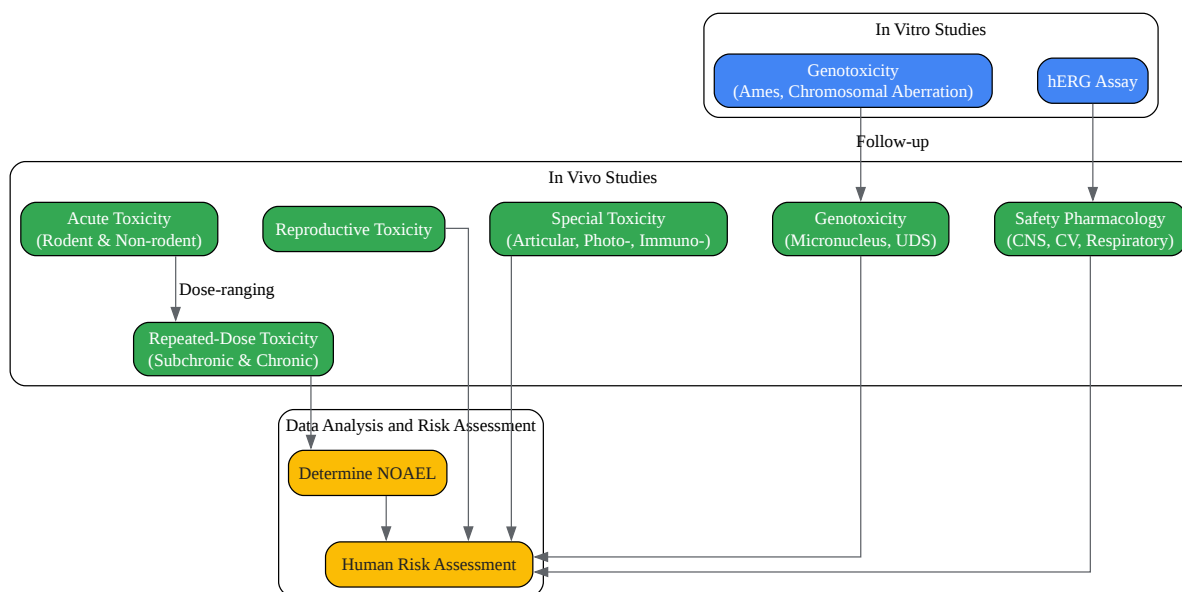 In Vitro Studies
Genotoxicity
(Ames, Chromosomal Aberration)
hERG Assay
Follow-up
In Vivo Studies
Acute Toxicity
(Rodent & Non-rodent)
Reproductive Toxicity
Special Toxicity
(Articular, Photo-, Immuno-)
Genotoxicity
(Micronucleus, UDS)
Safety Pharmacology
(CNS, CV, Respiratory)
Dose-ranging
Repeated-Dose Toxicity
(Subchronic & Chronic)
Data Analysis and Risk Assessment
Determine NOAEL
Human Risk Assessment